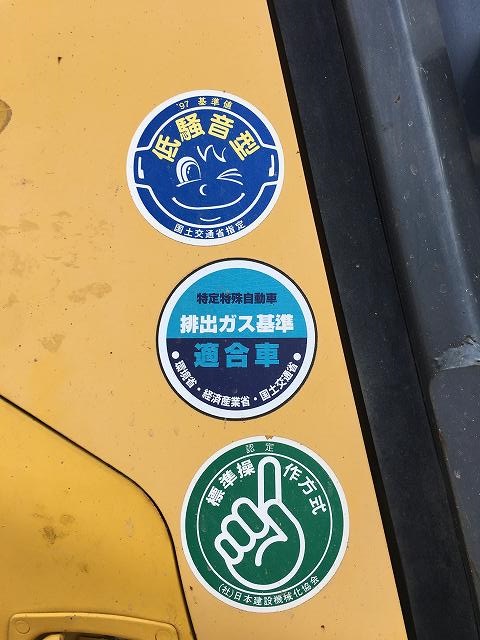 '97 基準値
低騒音型
国土交通省指定
特定特殊自動車
排出ガス基準
適合車
●環境省・経済産業省・国土交通省●
認定
標準操作方式
(社)日本建設機械化協会